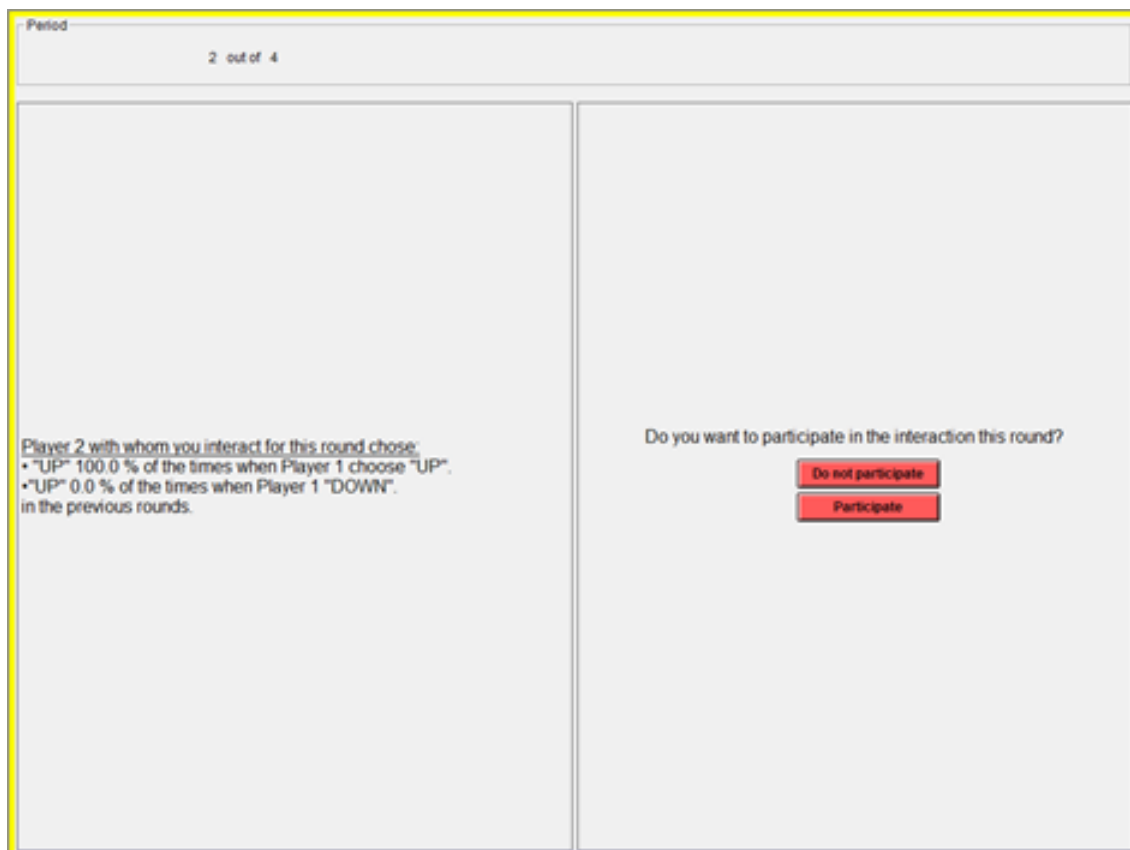 Period
2 out of 4
Player 2 with whom you interact for this round chose:
• "UP" 100.0 % of the times when Player 1 choose "UP".
•"UP" 0.0 % of the times when Player 1 "DOWN".
in the previous rounds.
Do you want to participate in the interaction this round?
Do not participate
Participate